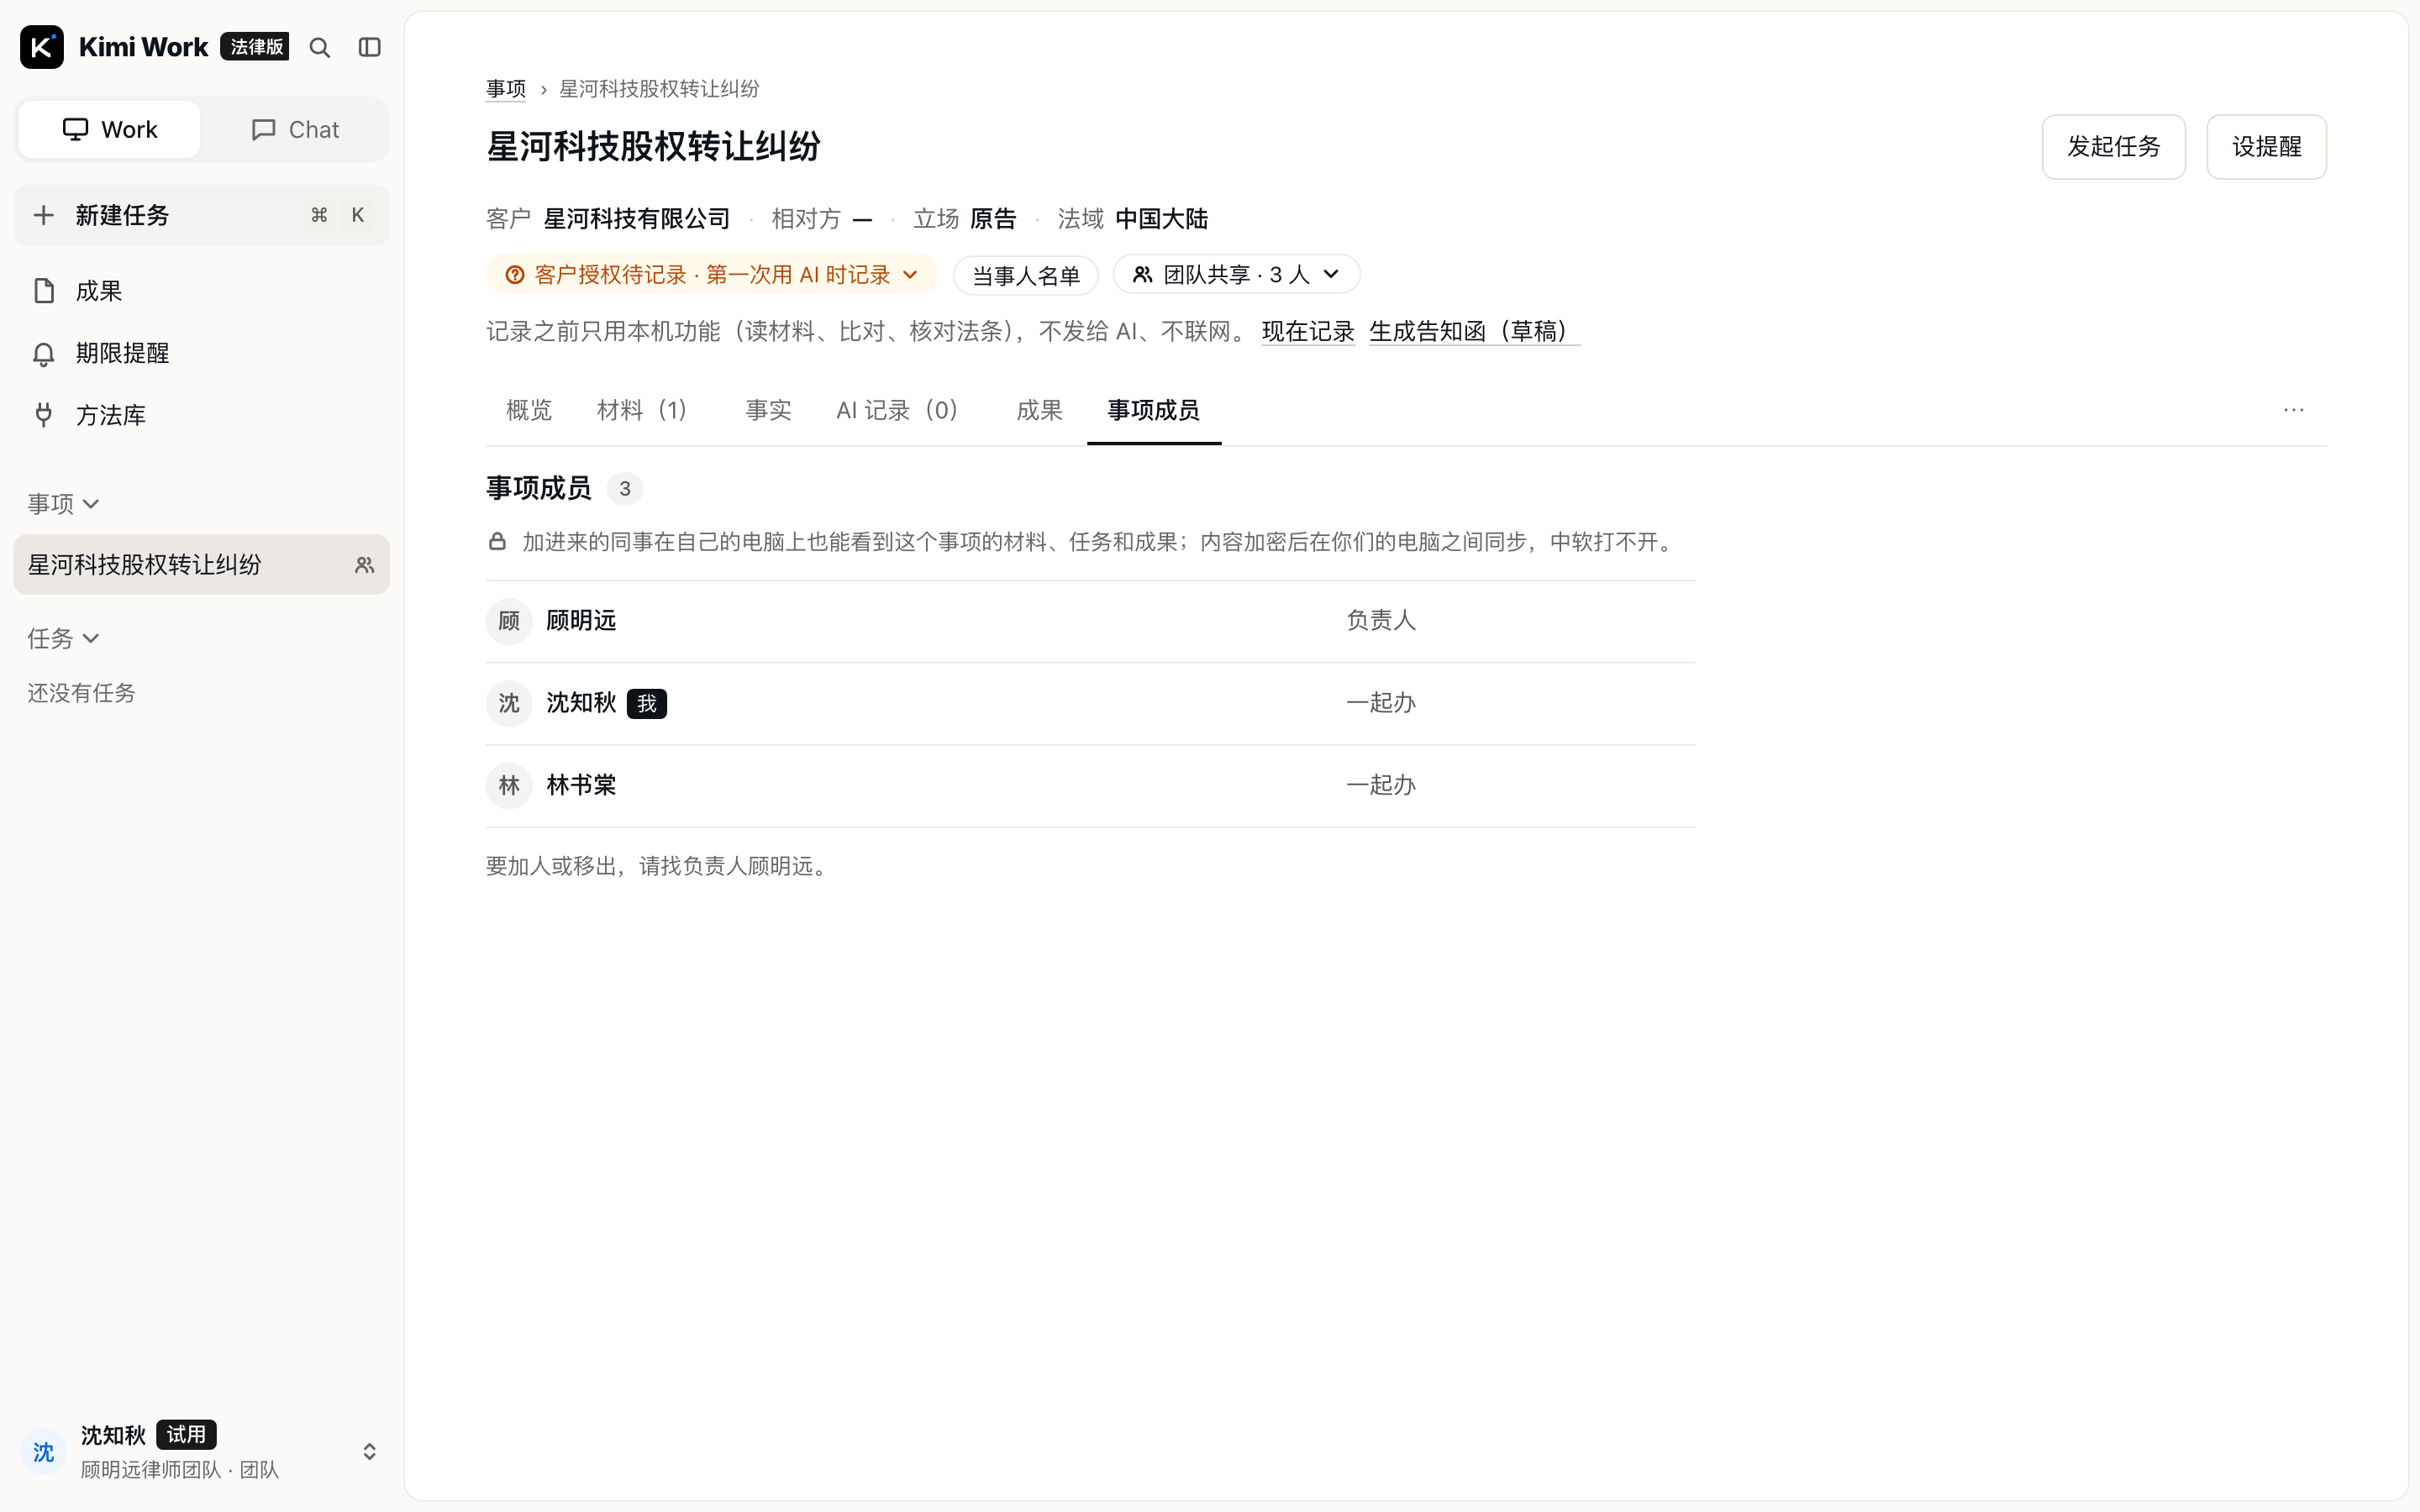 Kimi Work 法律版
Work Chat
新建任务 ⌘ K
成果
期限提醒
方法库
事项
星河科技股权转让纠纷
任务
还没有任务
沈 沈知秋 试用
顾明远律师团队 · 团队
事项 › 星河科技股权转让纠纷
星河科技股权转让纠纷
发起任务 设提醒
客户 星河科技有限公司 · 相对方 — · 立场 原告 · 法域 中国大陆
客户授权待记录 · 第一次用 AI 时记录 当事人名单 团队共享 · 3 人
记录之前只用本机功能（读材料、比对、核对法条），不发给 AI、不联网。 现在记录 生成告知函（草稿）
概览 材料（1） 事实 AI 记录（0） 成果 事项成员 ···
事项成员 3
加进来的同事在自己的电脑上也能看到这个事项的材料、任务和成果；内容加密后在你们的电脑之间同步，中软打不开。
顾 顾明远 负责人
沈 沈知秋 我 一起办
林 林书棠 一起办
要加人或移出，请找负责人顾明远。